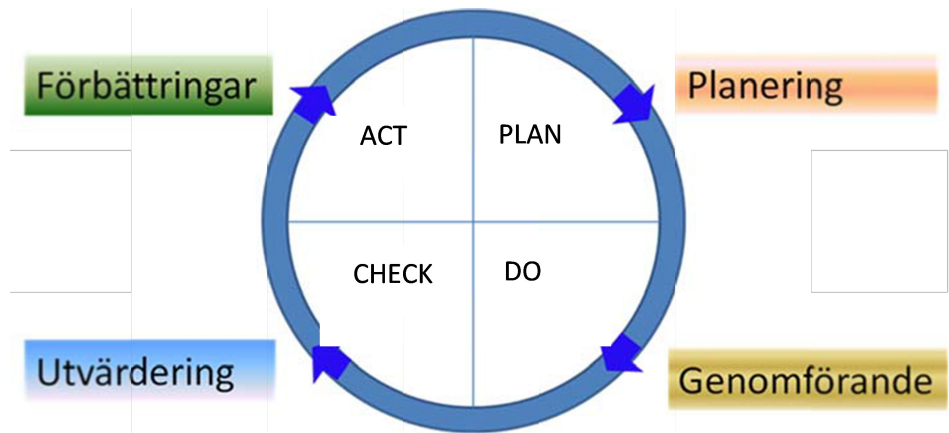 Förbättringar
Planering
ACT
PLAN
CHECK
DO
Utvärdering
Genomförande